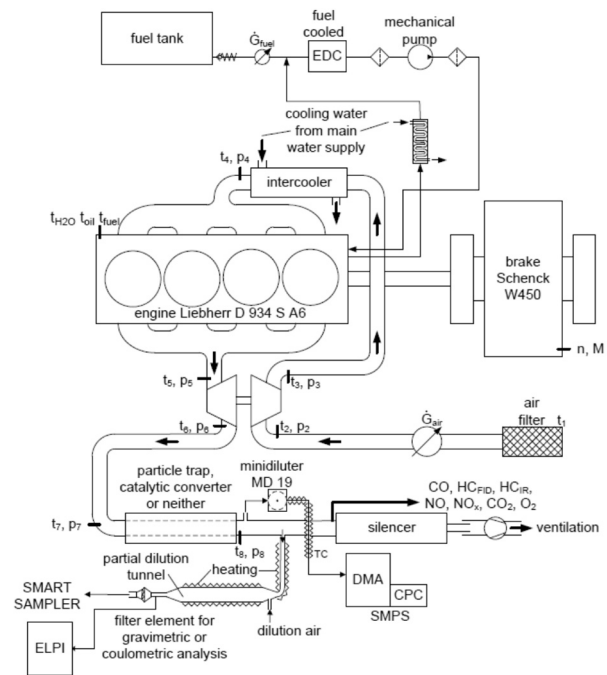 fuel tank
Ġfuel
fuel
cooled
EDC
mechanical
pump
cooling water
from main
water supply
t4, p4
intercooler
tH2O toil tfuel
engine Liebherr D 934 S A6
brake
Schenck
W450
n, M
t5, p5
t3, p3
t6, p6
t2, p2
Ġair
air
filter
t1
particle trap,
catalytic converter
or neither
minidiluter
MD 19
CO, HCFID, HCIR,
NO, NOx, CO2, O2
t7, p7
silencer
ventilation
t8, p8
TC
partial dilution
tunnel
heating
DMA
CPC
SMPS
SMART
SAMPLER
filter element for
gravimetric or
coulometric analysis
dilution air
ELPI